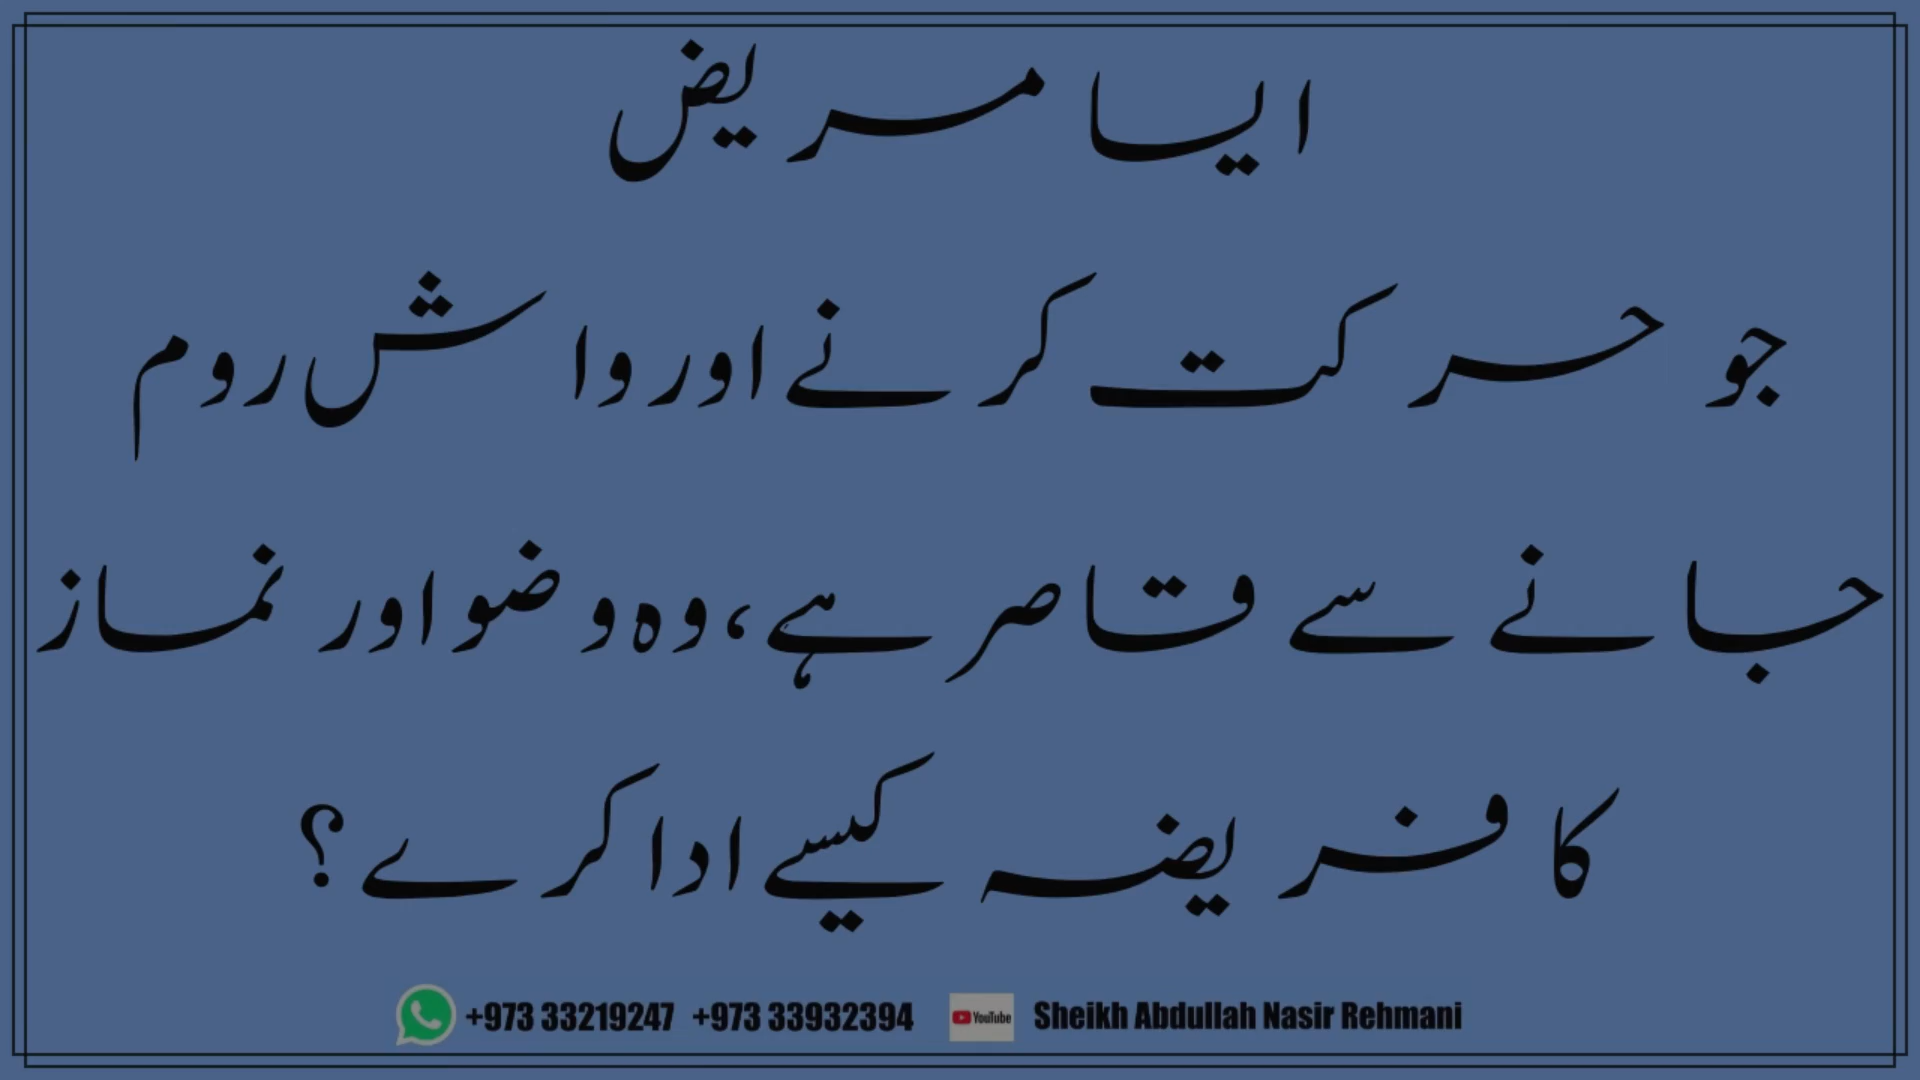 ایسا مریض
جو حرکت کرنے اور واش روم
جانے سے قاصر ہے، وہ وضو اور نماز
کا فریضہ کیسے ادا کرے؟
+973 33219247 +973 33932394 YouTube Sheikh Abdullah Nasir Rehmani